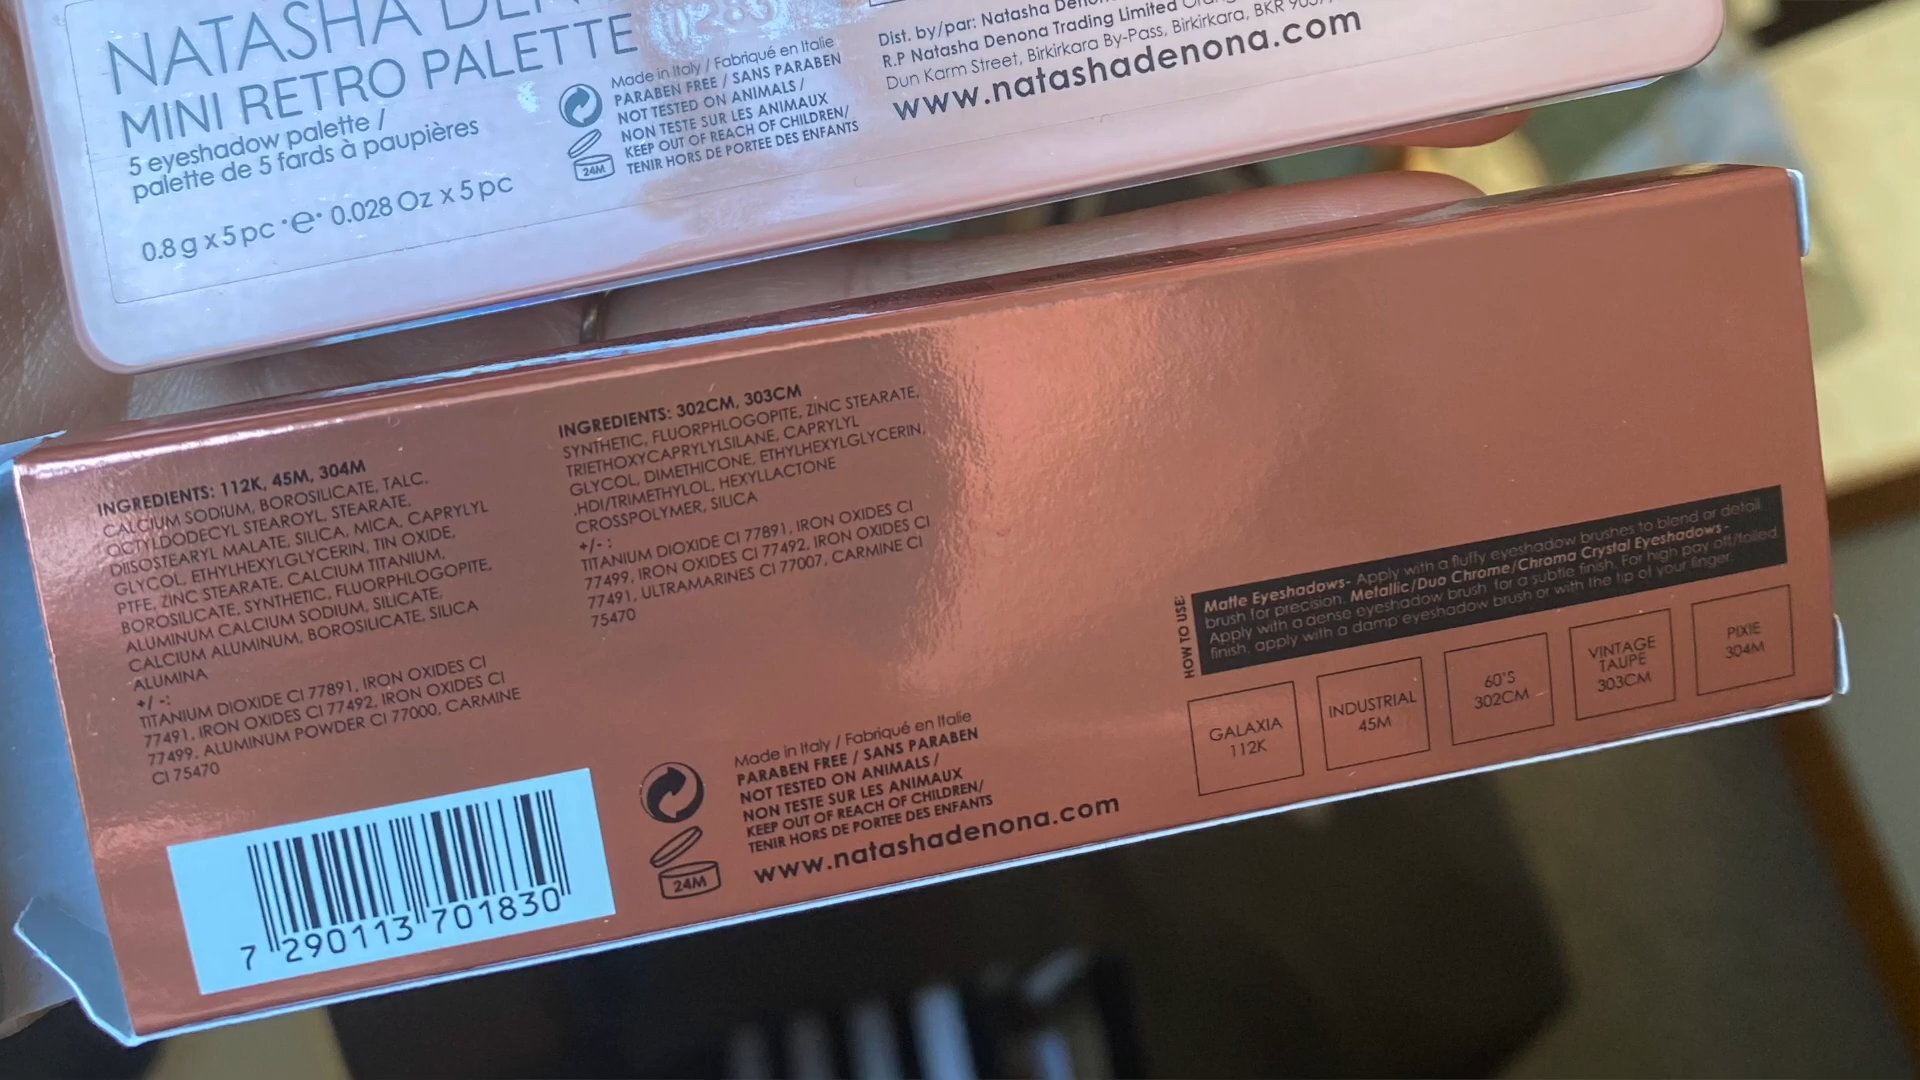 NATASHA
0283
MINI RETRO PALETTE
5 eyeshadow palette /
palette de 5 fards à paupières
0.8 g x 5 pc · e · 0.028 Oz x 5 pc
Made in Italy / Fabriqué en Italie
PARABEN FREE / SANS PARABEN
NOT TESTED ON ANIMALS /
NON TESTE SUR LES ANIMAUX
KEEP OUT OF REACH OF CHILDREN/
TENIR HORS DE PORTEE DES ENFANTS
24M
Dist. by/par: Natasha
R.P Natasha Denona Trading Limited
Dun Karm Street, Birkirkara By-Pass, Birkirkara, BKR
www.natashadenona.com
INGREDIENTS: 112K, 45M, 304M
CALCIUM SODIUM, BOROSILICATE, TALC,
OCTYLDODECYL STEAROYL, STEARATE,
DIISOSTEARYL MALATE, SILICA, MICA, CAPRYLYL
GLYCOL, ETHYLHEXYLGLYCERIN, TIN OXIDE,
PTFE, ZINC STEARATE, CALCIUM TITANIUM,
BOROSILICATE, SYNTHETIC, FLUORPHLOGOPITE,
ALUMINUM CALCIUM SODIUM, SILICATE,
CALCIUM ALUMINUM, BOROSILICATE, SILICA
ALUMINA
+/ -:
TITANIUM DIOXIDE CI 77891, IRON OXIDES CI
77491, IRON OXIDES CI 77492, IRON OXIDES CI
77499, ALUMINUM POWDER CI 77000, CARMINE
CI 75470
INGREDIENTS: 302CM, 303CM
SYNTHETIC, FLUORPHLOGOPITE, ZINC STEARATE,
TRIETHOXYCAPRYLYLSILANE, CAPRYLYL
GLYCOL, DIMETHICONE, ETHYLHEXYLGLYCERIN,
,HDI/TRIMETHYLOL, HEXYLLACTONE
CROSSPOLYMER, SILICA
+/- :
TITANIUM DIOXIDE CI 77891, IRON OXIDES CI
77499, IRON OXIDES CI 77492, IRON OXIDES CI
77491, ULTRAMARINES CI 77007, CARMINE CI
75470
7 290113 701830
Made in Italy / Fabriqué en Italie
PARABEN FREE / SANS PARABEN
NOT TESTED ON ANIMALS /
NON TESTE SUR LES ANIMAUX
KEEP OUT OF REACH OF CHILDREN/
TENIR HORS DE PORTEE DES ENFANTS
24M
www.natashadenona.com
HOW TO USE:
Matte Eyeshadows- Apply with a fluffy eyeshadow brushes to blend or detail
brush for precision. Metallic/Duo Chrome/Chroma Crystal Eyeshadows-
Apply with a dense eyeshadow brush for a subtle finish. For high pay off/foiled
finish, apply with a damp eyeshadow brush or with the tip of your finger.
GALAXIA
112K
INDUSTRIAL
45M
60'S
302CM
VINTAGE
TAUPE
303CM
PIXIE
304M